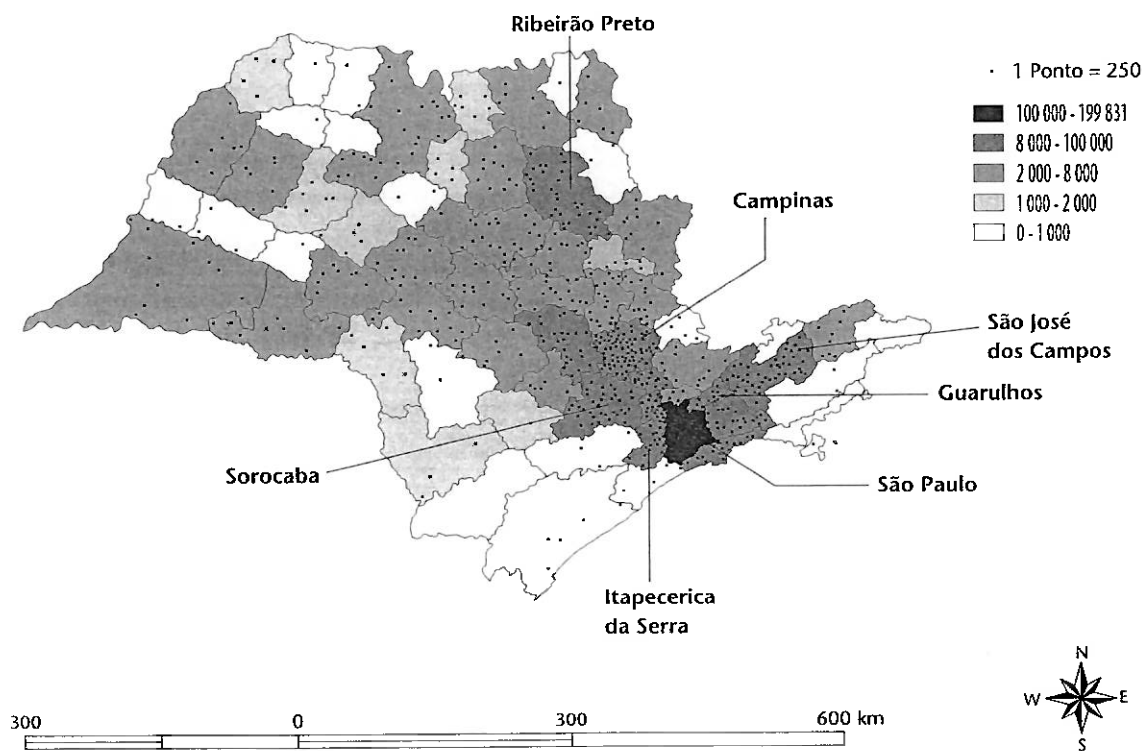 Ribeirão Preto
· 1 Ponto = 250
100 000 - 199 831
8 000 - 100 000
2 000 - 8 000
1 000 - 2 000
0 - 1 000
Campinas
São José
dos Campos
Guarulhos
Sorocaba
São Paulo
Itapecerica
da Serra
N
W
E
S
300
0
300
600 km